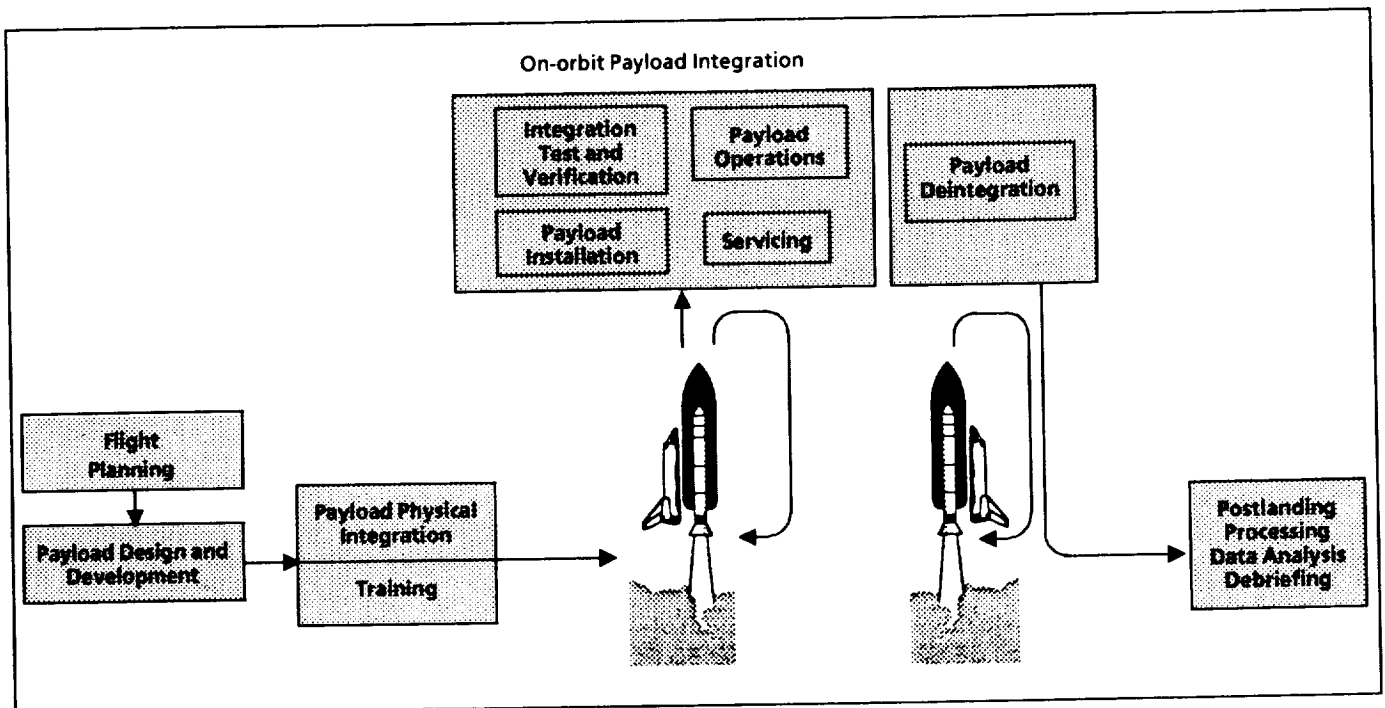 On-orbit Payload Integration
Integration
Test and
Verification
Payload
Operations
Payload
Installation
Servicing
Payload
Deintegration
Flight
Planning
Payload Design and
Development
Payload Physical
Integration
Training
Postlanding
Processing
Data Analysis
Debriefing